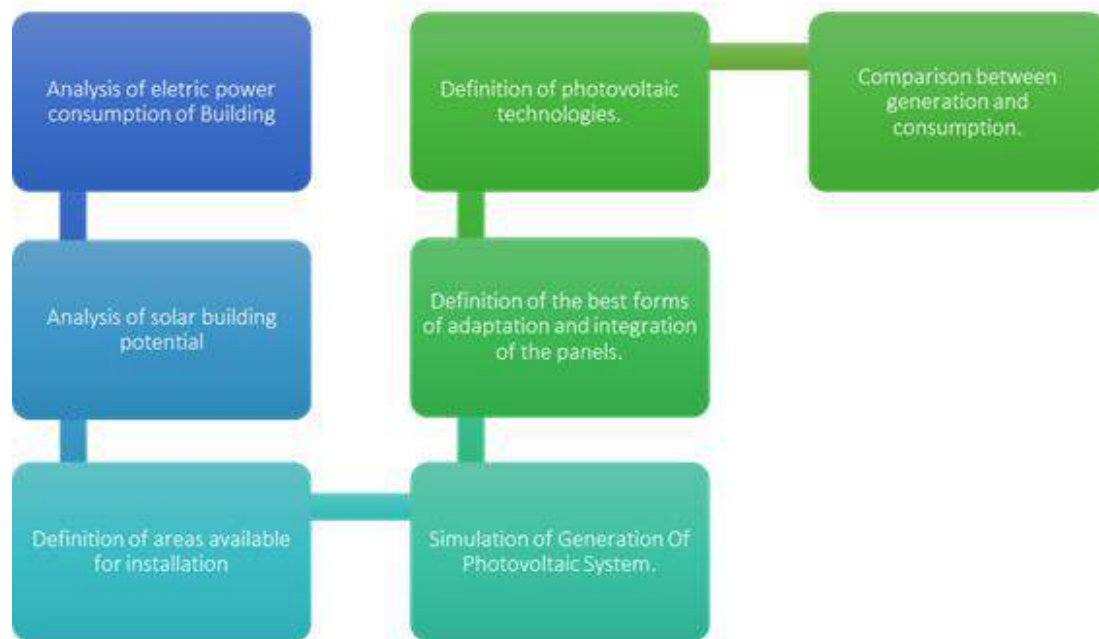 Analysis of eletric power
consumption of Building
Analysis of solar building
potential
Definition of areas available
for installation
Simulation of Generation Of
Photovoltaic System.
Definition of the best forms
of adaptation and integration
of the panels.
Definition of photovoltaic
technologies.
Comparison between
generation and
consumption.